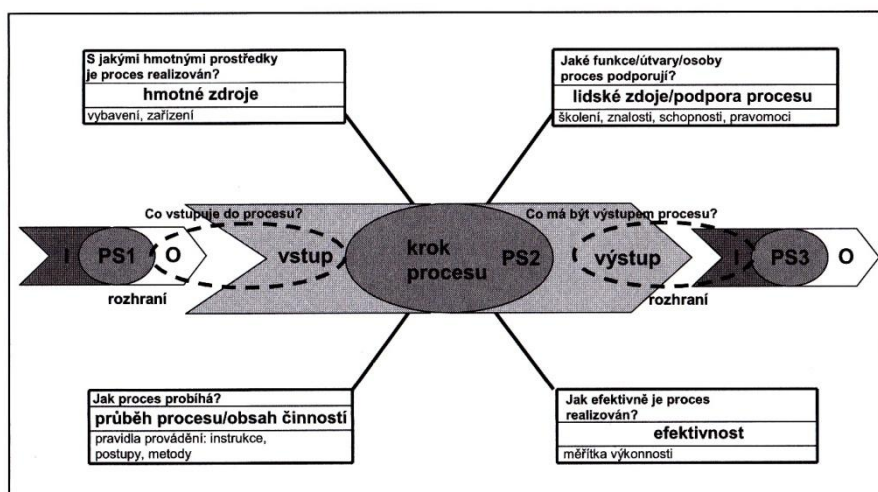 S jakými hmotnými prostředky
je proces realizován?
hmotné zdroje
vybavení, zařízení
Jaké funkce/útvary/osoby
proces podporují?
lidské zdoje/podpora procesu
školení, znalosti, schopnosti, pravomoci
Co vstupuje do procesu?
Co má být výstupem procesu?
I PS1 O
vstup
krok
procesu PS2
výstup
I PS3 O
rozhraní
rozhraní
Jak proces probíhá?
průběh procesu/obsah činností
pravidla provádění: instrukce,
postupy, metody
Jak efektivně je proces
realizován?
efektivnost
měřítka výkonnosti